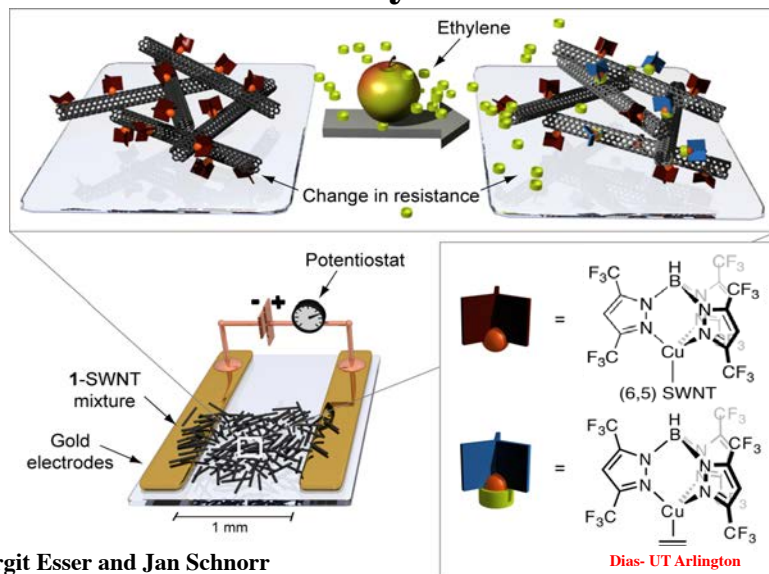 Ethylene
Change in resistance
Potentiostat
- +
1-SWNT
mixture
Gold
electrodes
1 mm
=
H
B
CF3
CF3
F3C
N
N
N
N
N
F3C
Cu
CF3
(6,5) SWNT
=
H
B
CF3
CF3
F3C
N
N
N
N
N
F3C
Cu
CF3
rgit Esser and Jan Schnorr
Dias- UT Arlington